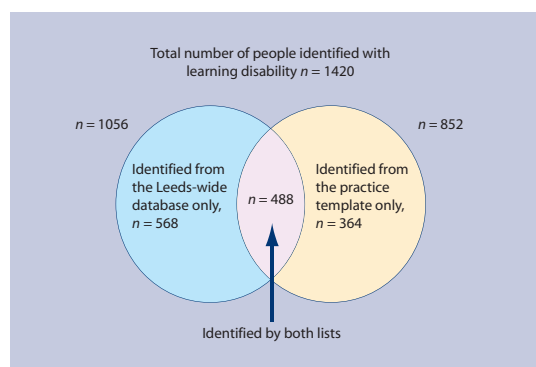 Total number of people identified with
learning disability n = 1420
n = 1056
n = 852
Identified from
the Leeds-wide
database only,
n = 568
n = 488
Identified from
the practice
template only,
n = 364
Identified by both lists